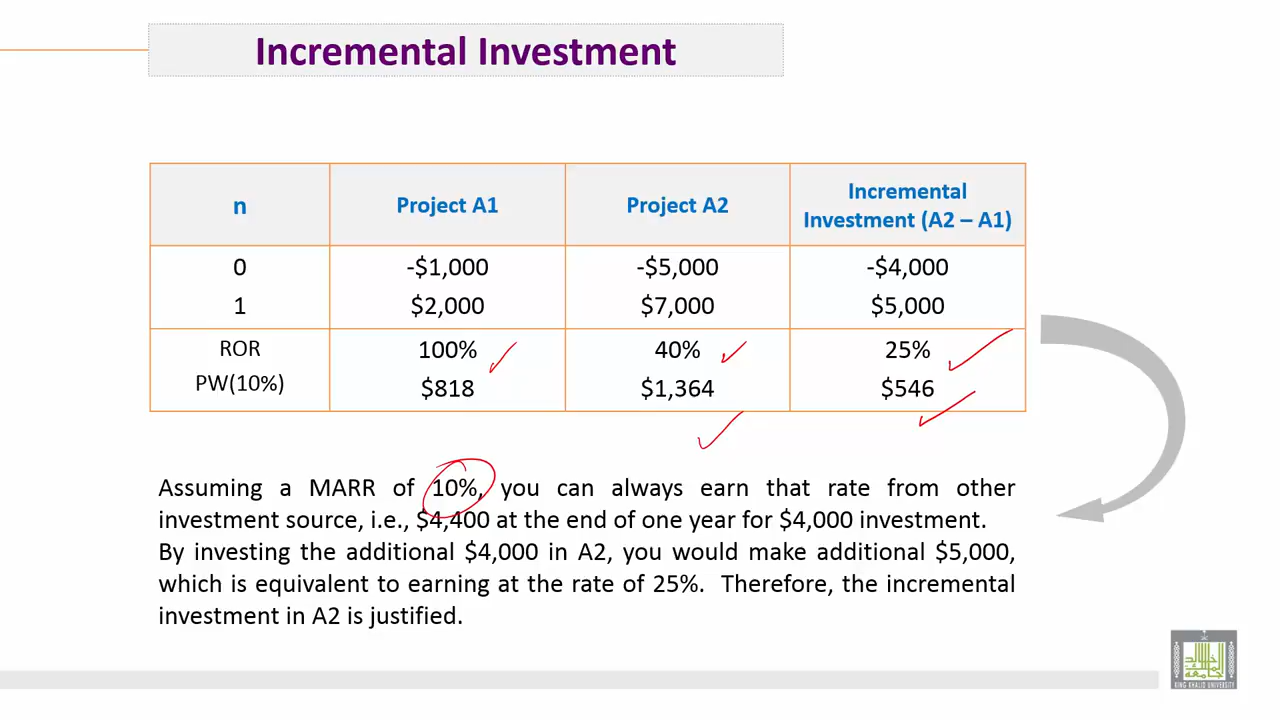 Incremental Investment
n Project A1 Project A2 Incremental
Investment (A2 – A1)
0 -$1,000 -$5,000 -$4,000
1 $2,000 $7,000 $5,000
ROR 100% 40% 25%
PW(10%) $818 $1,364 $546
Assuming a MARR of 10%, you can always earn that rate from other
investment source, i.e., $4,400 at the end of one year for $4,000 investment.
By investing the additional $4,000 in A2, you would make additional $5,000,
which is equivalent to earning at the rate of 25%. Therefore, the incremental
investment in A2 is justified.
KING KHALID UNIVERSITY